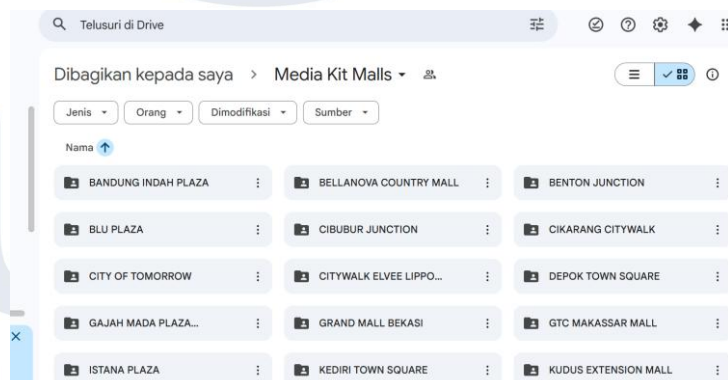 Telusuri di Drive
Dibagikan kepada saya > Media Kit Malls
Jenis Orang Dimodifikasi Sumber
Nama
BANDUNG INDAH PLAZA BELLANOVA COUNTRY MALL BENTON JUNCTION
BLU PLAZA CIBUBUR JUNCTION CIKARANG CITYWALK
CITY OF TOMORROW CITYWALK ELVEE LIPPO... DEPOK TOWN SQUARE
GAJAH MADA PLAZA... GRAND MALL BEKASI GTC MAKASSAR MALL
ISTANA PLAZA KEDIRI TOWN SQUARE KUDUS EXTENSION MALL